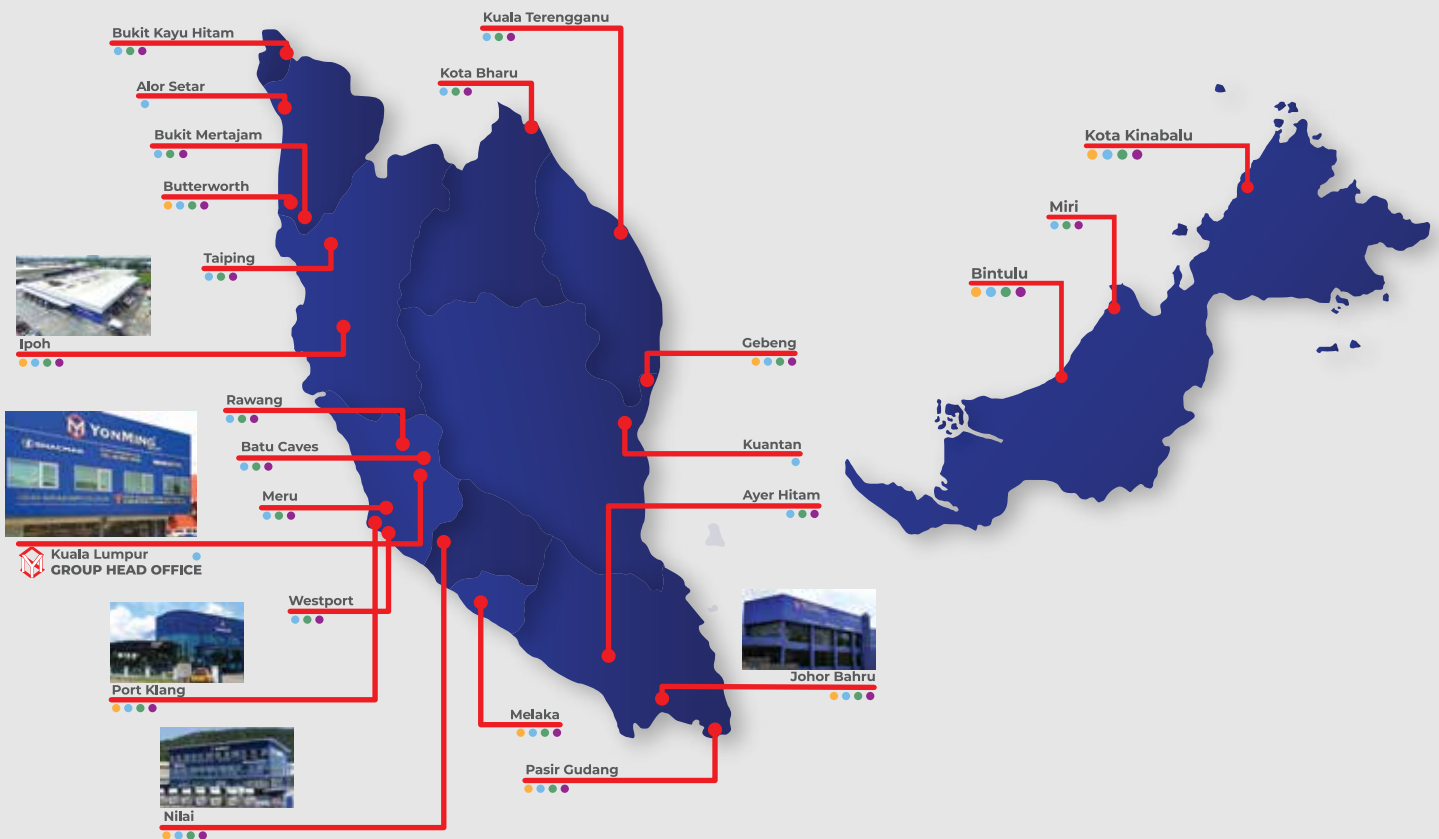 Kuala Terengganu
Bukit Kayu Hitam
Kota Bharu
Alor Setar
Bukit Mertajam
Kota Kinabalu
Butterworth
Miri
Taiping
Bintulu
Ipoh
Gebeng
Rawang
YONMING
SHACMAN
Batu Caves
Kuantan
Meru
Ayer Hitam
Kuala Lumpur
GROUP HEAD OFFICE
Westport
Port Klang
Johor Bahru
Melaka
Pasir Gudang
Nilai